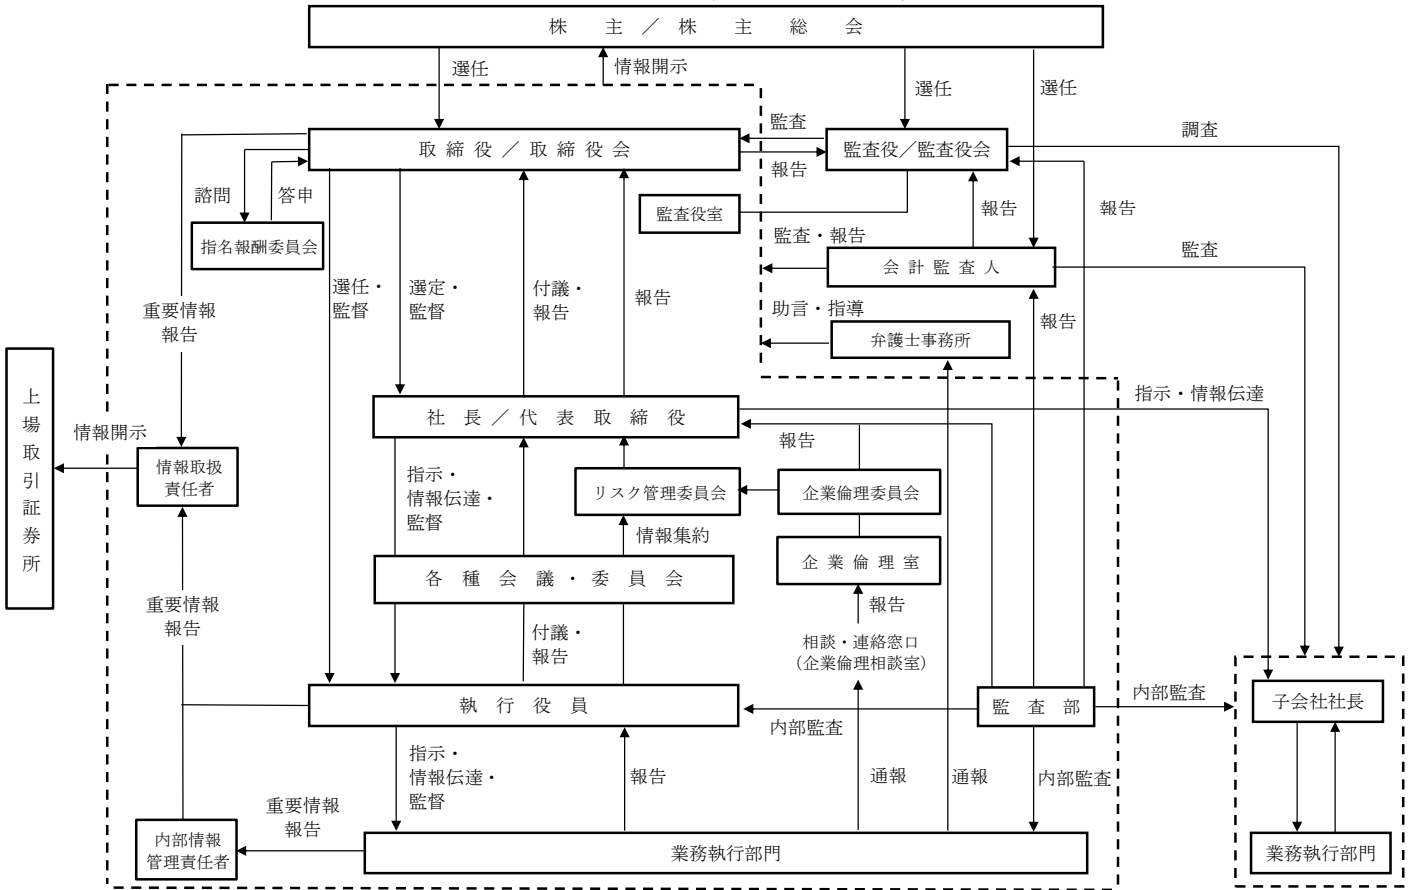 株主／株主総会
選任
情報開示
選任
選任
取締役／取締役会
監査
報告
監査役／監査役会
調査
諮問
答申
監査役室
報告
報告
指名報酬委員会
監査・報告
会計監査人
監査
選任・
監督
選定・
監督
付議・
報告
報告
重要情報
報告
助言・指導
弁護士事務所
報告
上場取引証券所
情報開示
情報取扱
責任者
社長／代表取締役
指示・情報伝達
報告
指示・
情報伝達・
監督
リスク管理委員会
企業倫理委員会
情報集約
企業倫理室
各種会議・委員会
重要情報
報告
報告
付議・
報告
相談・連絡窓口
（企業倫理相談室）
執行役員
内部監査
監査部
内部監査
子会社社長
指示・
情報伝達・
監督
報告
通報
通報
内部監査
重要情報
報告
内部情報
管理責任者
業務執行部門
業務執行部門